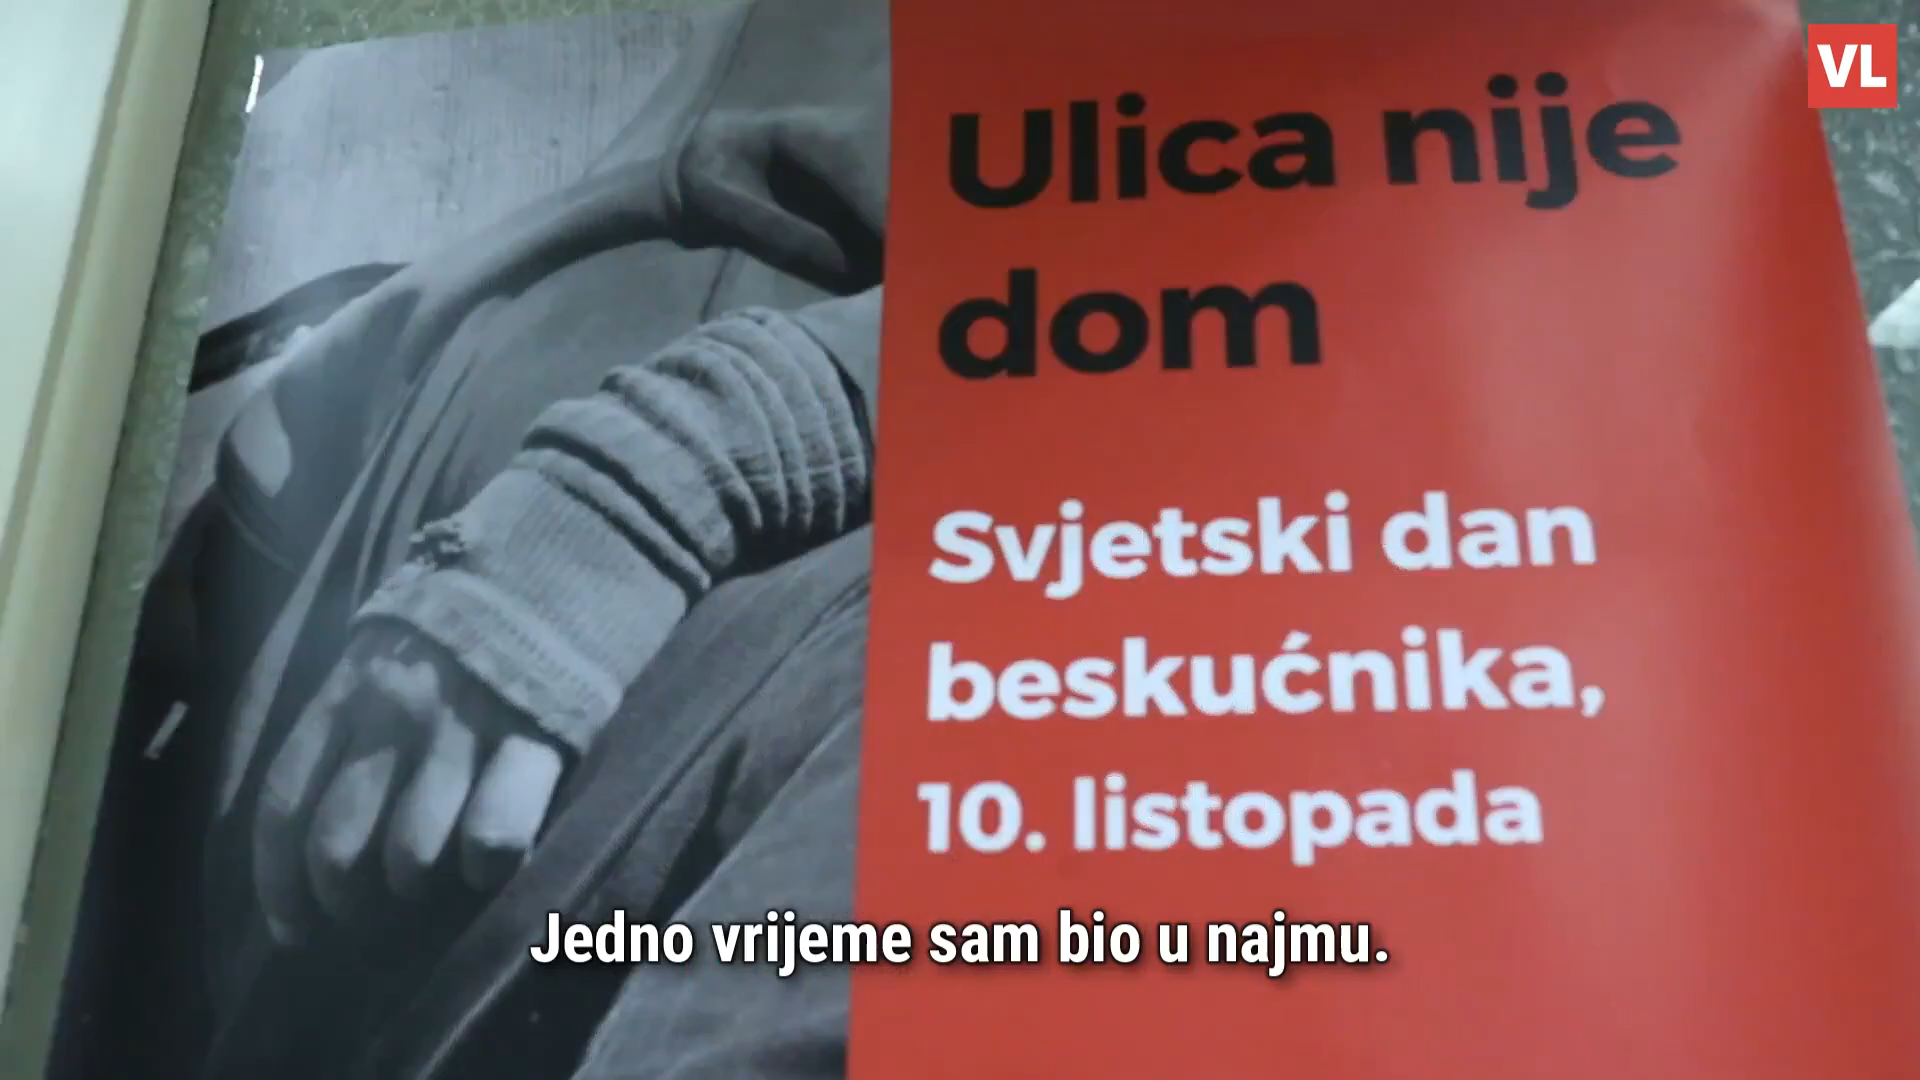 VL
Ulica nije
dom
Svjetski dan
beskućnika,
10. listopada
Jedno vrijeme sam bio u najmu.